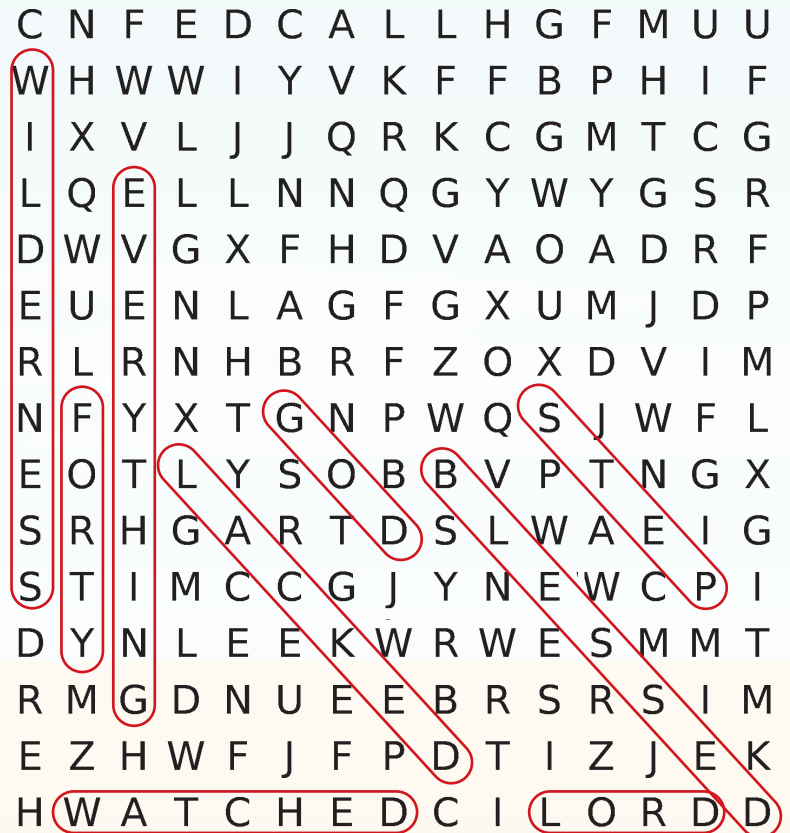 C N F E D C A L L H G F M U U
W H W W I Y V K F F B P H I F
I X V L J J Q R K C G M T C G
L Q E L L N N Q G Y W Y G S R
D W V G X F H D V A O A D R F
E U E N L A G F G X U M J D P
R L R N H B R F Z O X D V I M
N F Y X T G N P W Q S J W F L
E O T L Y S O B B V P T N G X
S R H G A R T D S L W A E I G
S T I M C C G J Y N E W C P I
D Y N L E E K W R W E S M M T
R M G D N U E E B R S R S I M
E Z H W F J F P D T I Z J E K
H W A T C H E D C I L O R D D